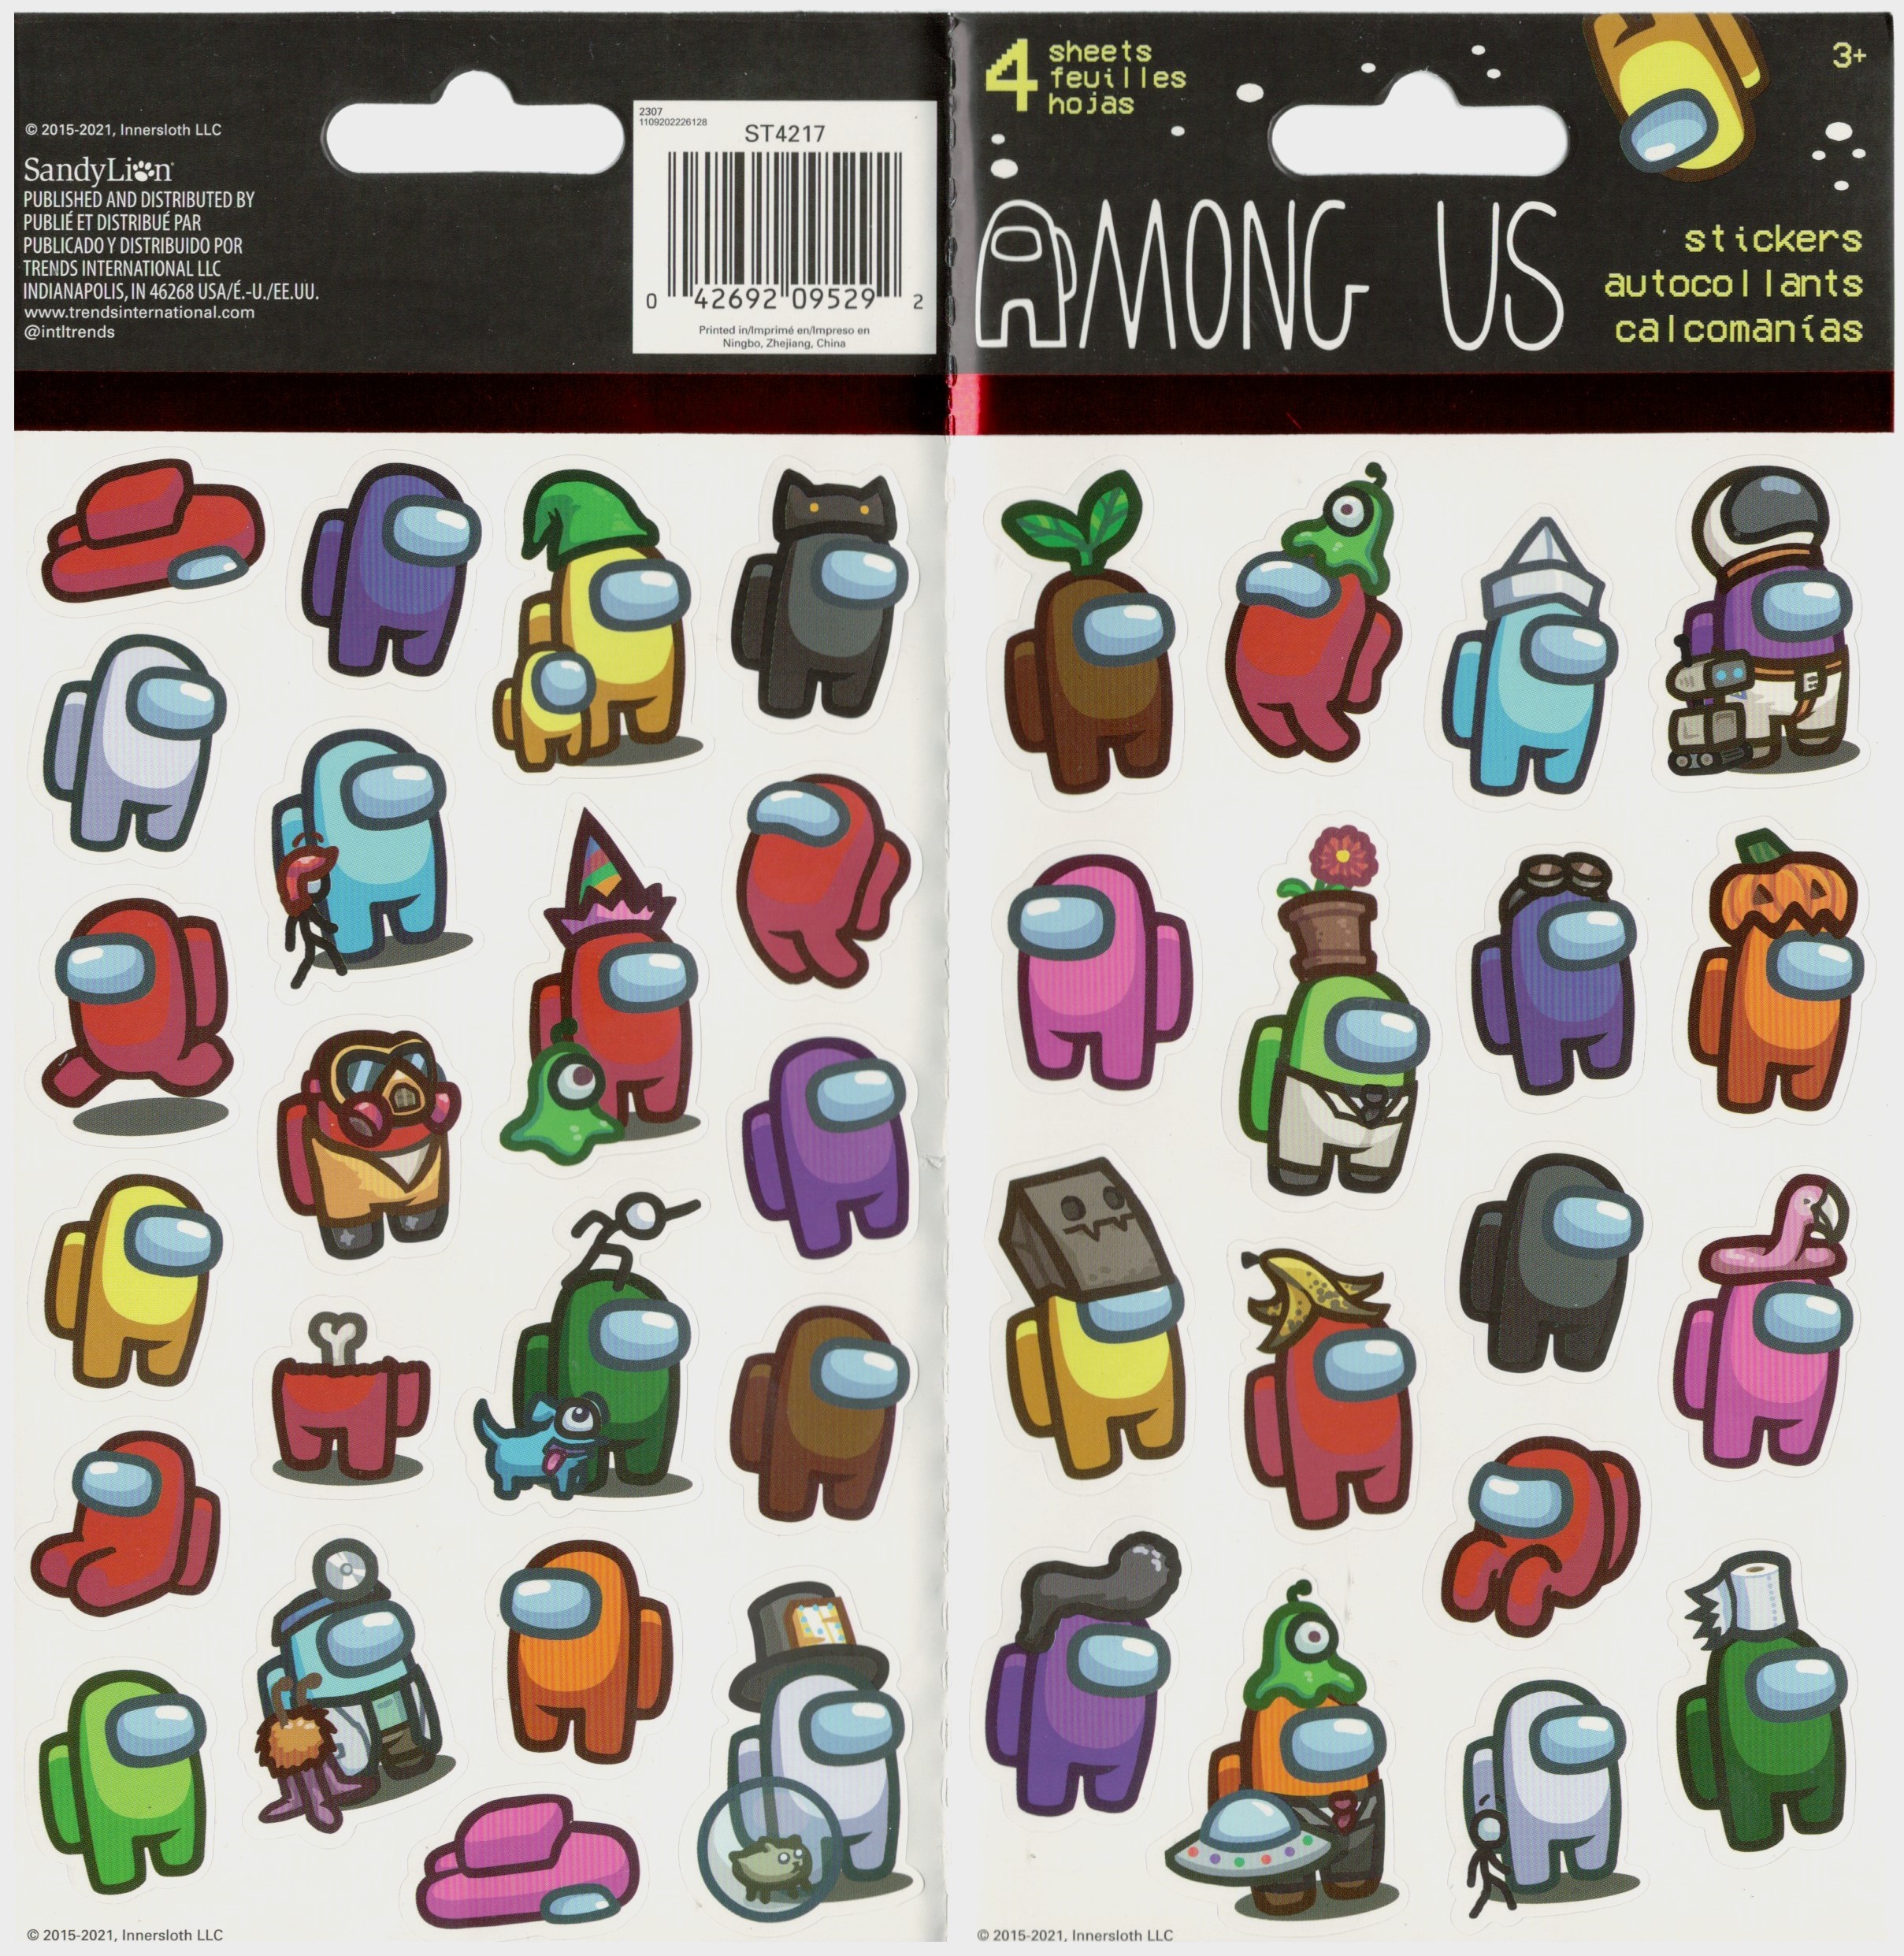 © 2015-2021, Innersloth LLC
SandyLion
PUBLISHED AND DISTRIBUTED BY
PUBLIÉ ET DISTRIBUÉ PAR
PUBLICADO Y DISTRIBUIDO POR
TRENDS INTERNATIONAL LLC
INDIANAPOLIS, IN 46268 USA/É.-U./EE.UU.
www.trendsinternational.com
@intltrends
2307
1109202226128
ST4217
0 42692 09529 2
Printed in/Imprimé en/Impreso en
Ningbo, Zhejiang, China
4 sheets
feuilles
hojas
3+
AMONG US
stickers
autocollants
calcomanías
© 2015-2021, Innersloth LLC
© 2015-2021, Innersloth LLC